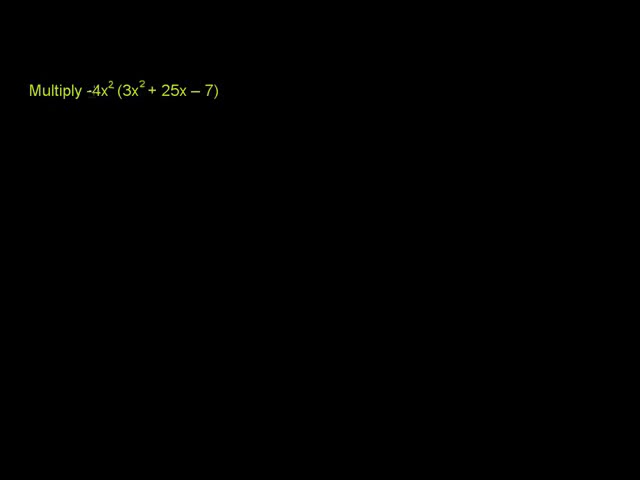 Multiply -4x² (3x² + 25x – 7)